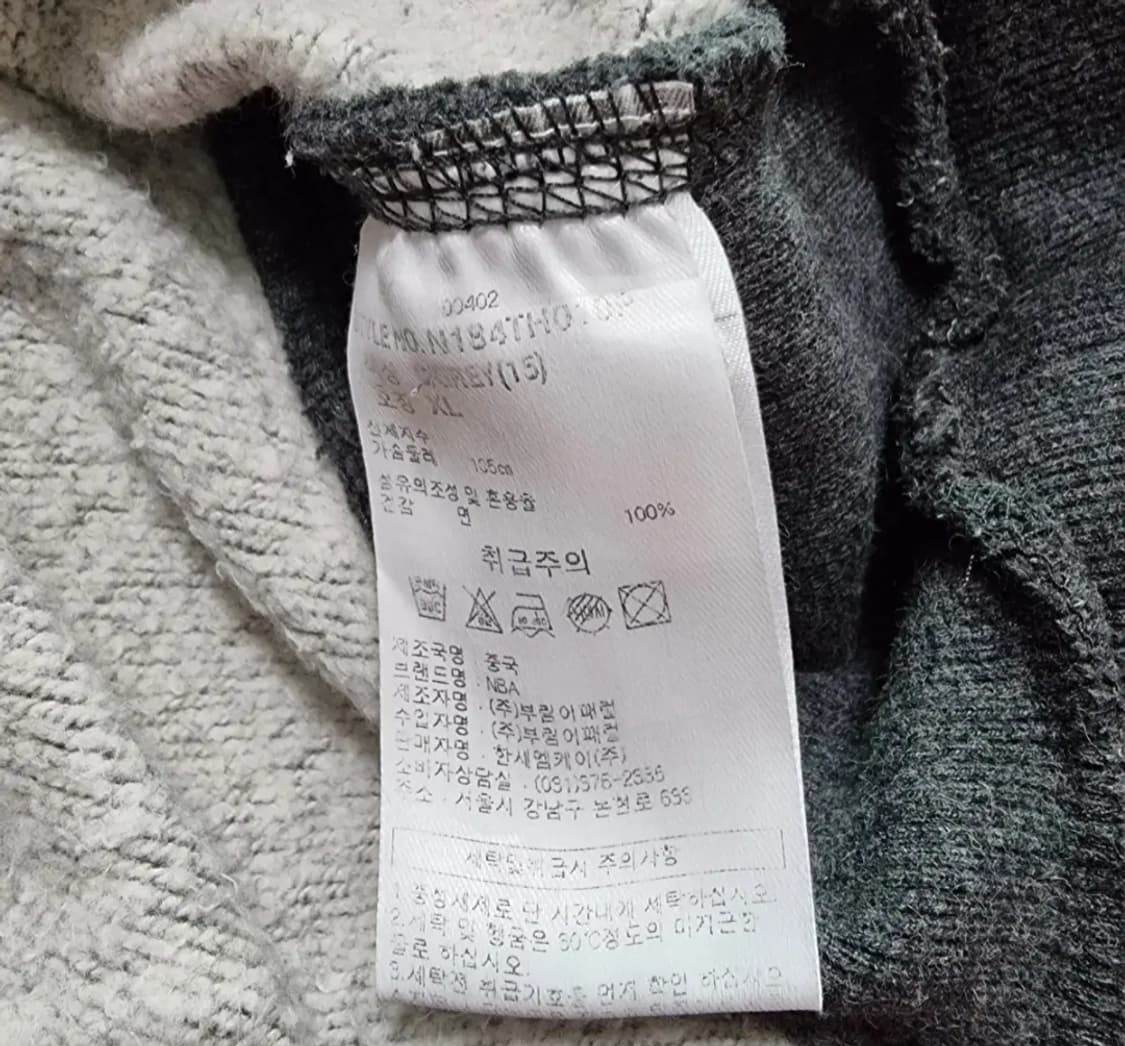 00402
STYLE NO. N184TH010P
색상 D/GREY(15)
호칭 XL
신체치수
가슴둘레 105cm
섬유의조성 및 혼용율
겉감 면 100%
취급주의
제조국명 : 중국
브랜드명 : NBA
제조자명 : (주)부림어패럴
수입자명 : (주)부림어패럴
판매자명 : 한세엠케이(주)
소비자상담실 :
주소 : 서울시 강남구 논현로 633
세탁및취급시 주의사항
1. 중성세제로 단 시간내에 세탁하십시오.
2. 세탁 및 헹굼은 30℃정도의 미지근한
물로 하십시오.
3. 세탁전 취급기호를 먼저 확인 하십시오